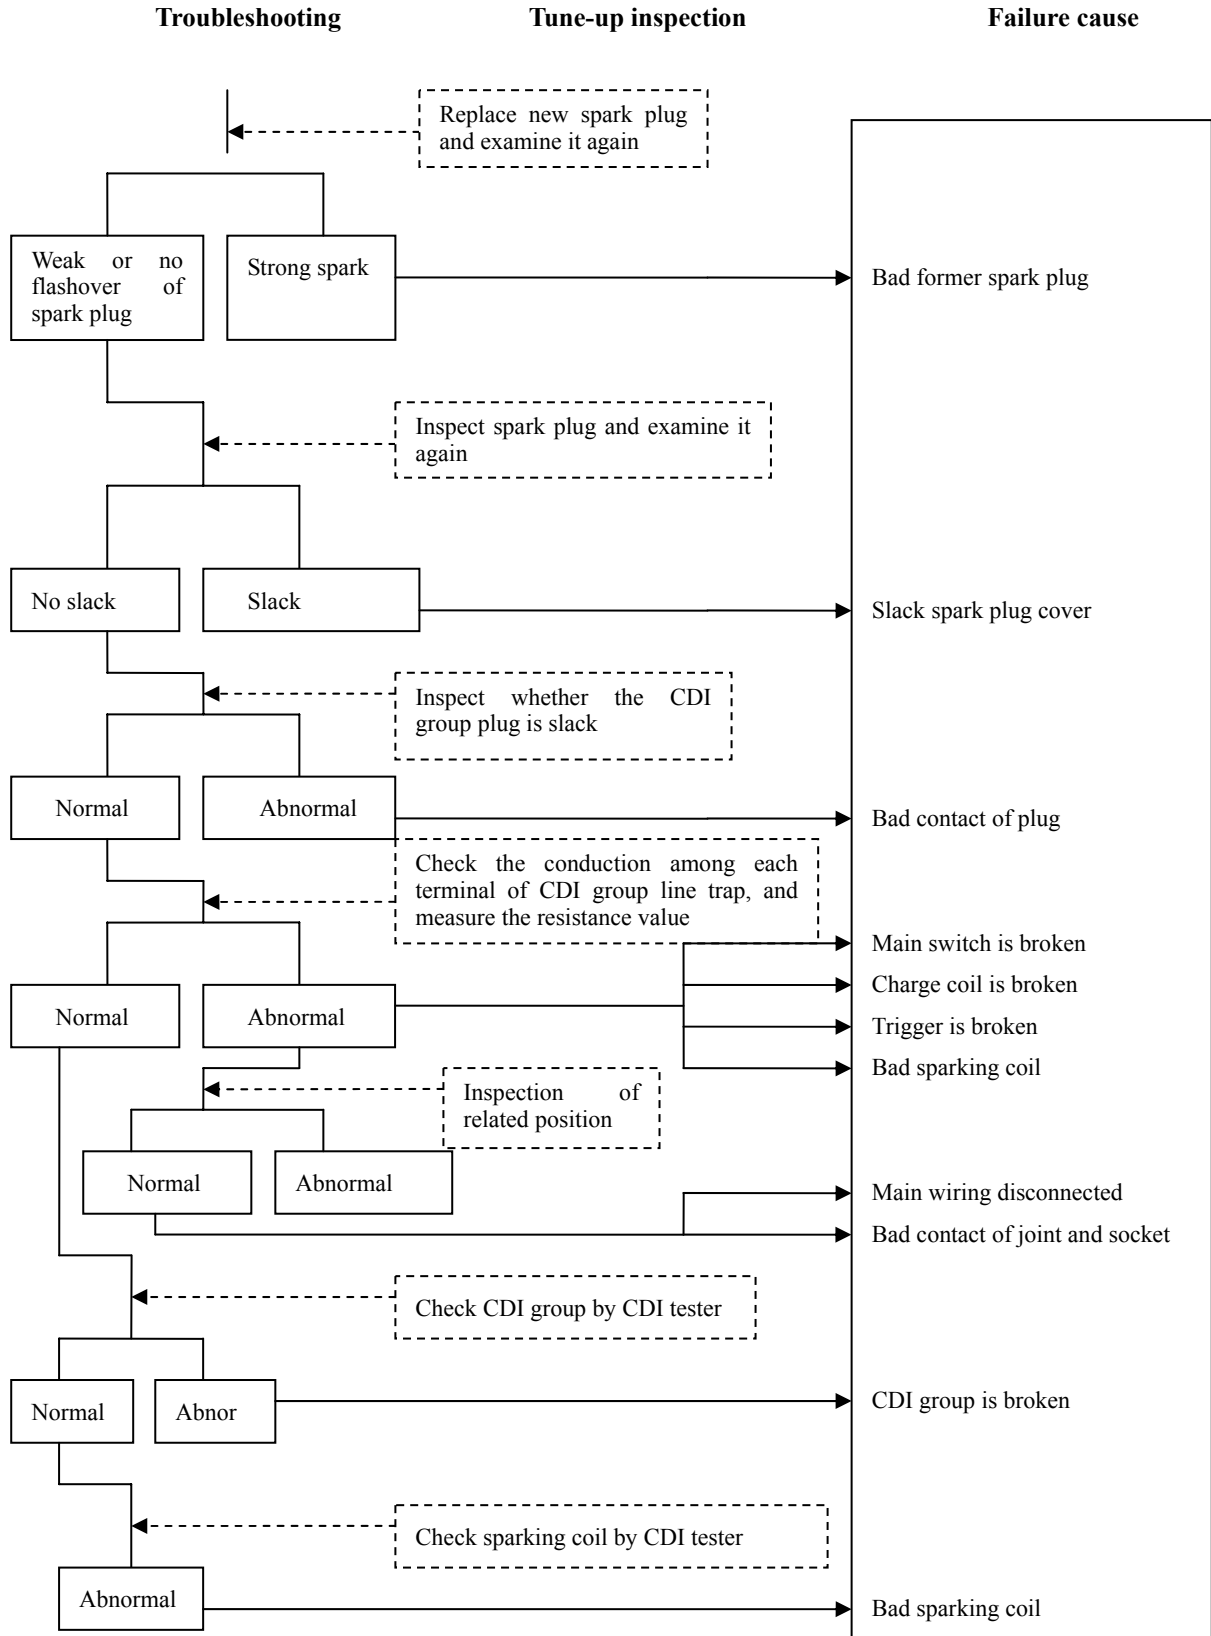 Troubleshooting Tune-up inspection Failure cause
Replace new spark plug
and examine it again
Weak or no
flashover of
spark plug
Strong spark
Bad former spark plug
Inspect spark plug and examine it
again
No slack
Slack
Slack spark plug cover
Inspect whether the CDI
group plug is slack
Normal
Abnormal
Bad contact of plug
Check the conduction among each
terminal of CDI group line trap, and
measure the resistance value
Main switch is broken
Charge coil is broken
Normal
Abnormal
Trigger is broken
Bad sparking coil
Inspection of
related position
Normal
Abnormal
Main wiring disconnected
Bad contact of joint and socket
Check CDI group by CDI tester
Normal
Abnor
CDI group is broken
Check sparking coil by CDI tester
Abnormal
Bad sparking coil